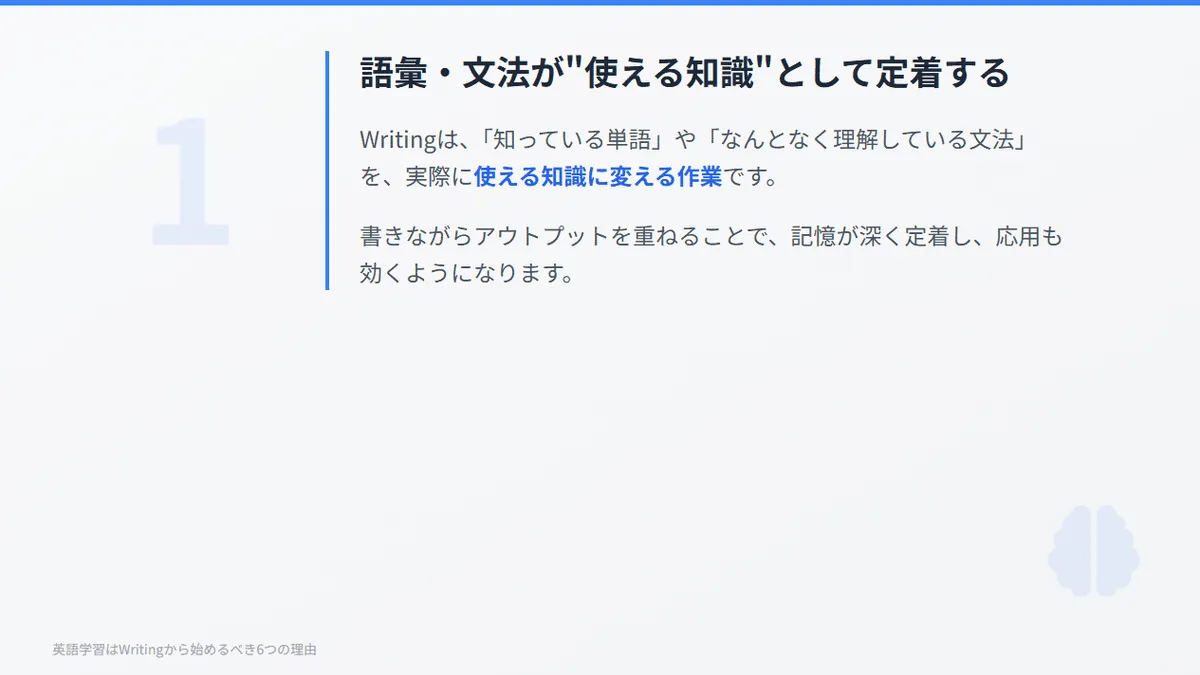 1
語彙・文法が"使える知識"として定着する
Writingは、「知っている単語」や「なんとなく理解している文法」
を、実際に使える知識に変える作業です。
書きながらアウトプットを重ねることで、記憶が深く定着し、応用も
効くようになります。
英語学習はWritingから始めるべき6つの理由